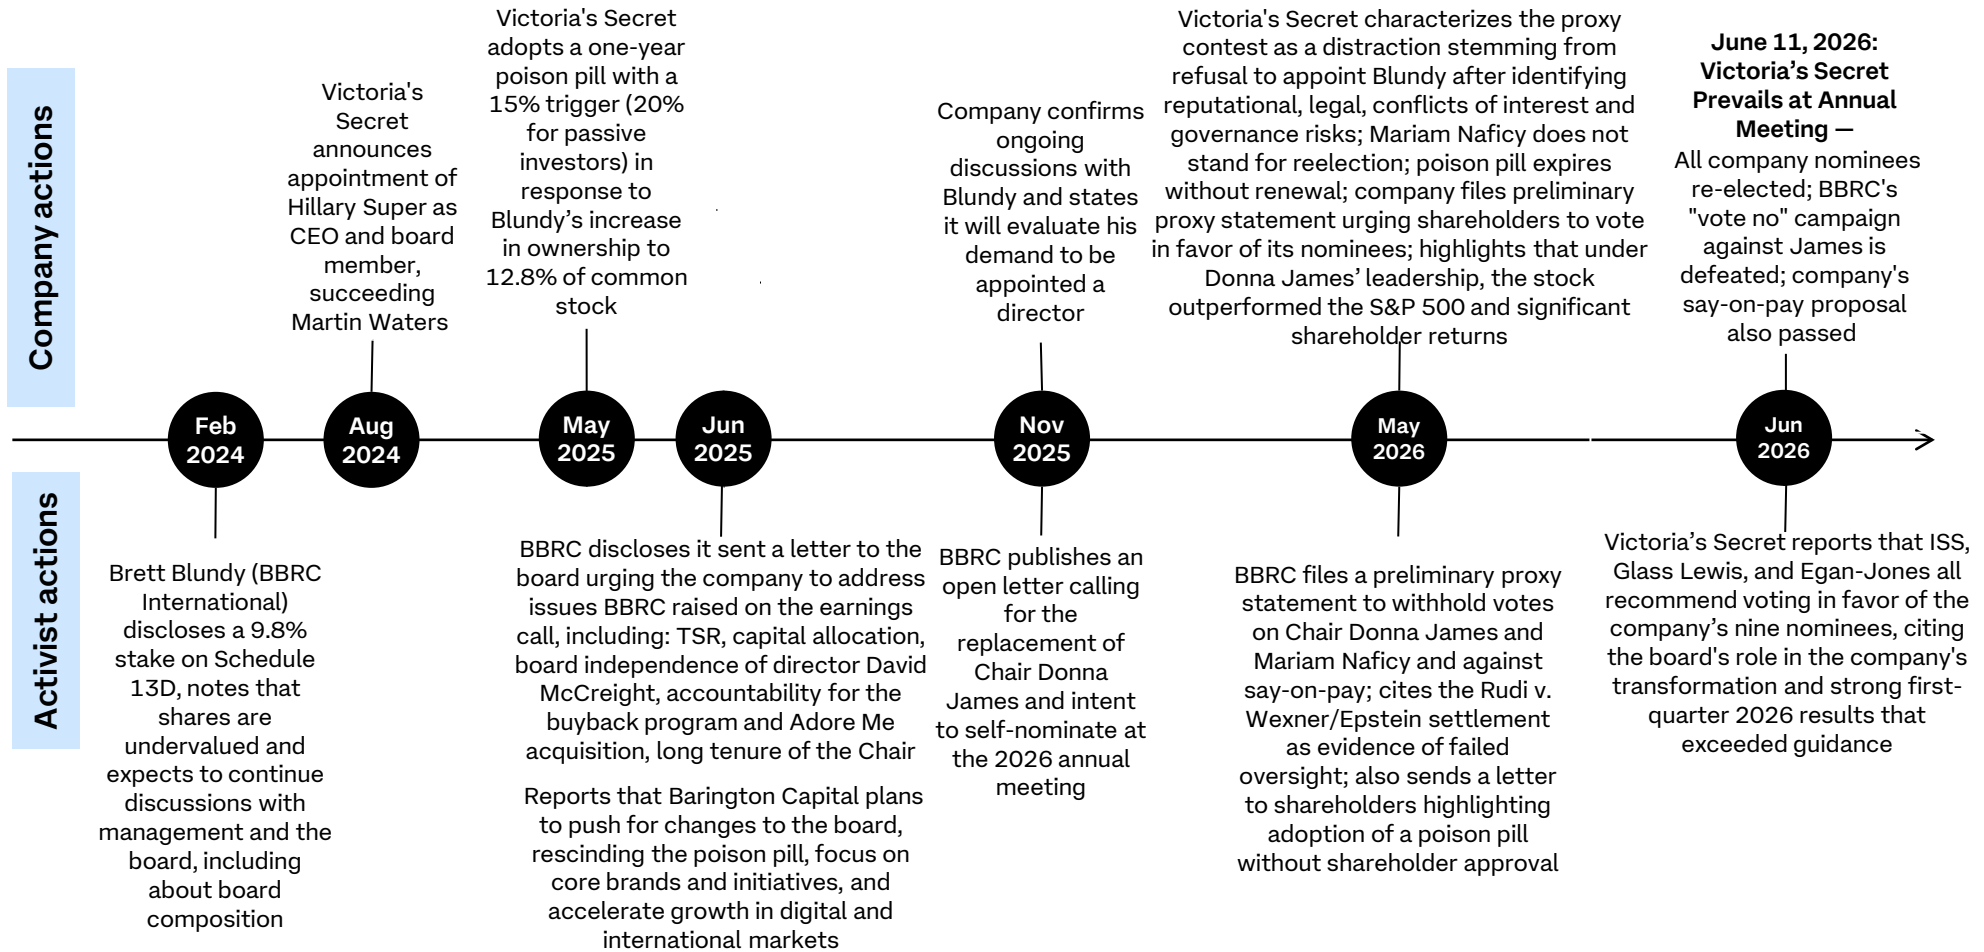 Company actions
Victoria's
Secret
announces
appointment of
Hillary Super as
CEO and board
member,
succeeding
Martin Waters
Victoria's Secret
adopts a one-year
poison pill with a
15% trigger (20%
for passive
investors) in
response to
Blundy’s increase
in ownership to
12.8% of common
stock
Company confirms
ongoing
discussions with
Blundy and states
it will evaluate his
demand to be
appointed a
director
Victoria's Secret characterizes the proxy
contest as a distraction stemming from
refusal to appoint Blundy after identifying
reputational, legal, conflicts of interest and
governance risks; Mariam Naficy does not
stand for reelection; poison pill expires
without renewal; company files preliminary
proxy statement urging shareholders to vote
in favor of its nominees; highlights that under
Donna James’ leadership, the stock
outperformed the S&P 500 and significant
shareholder returns
June 11, 2026:
Victoria’s Secret
Prevails at Annual
Meeting —
All company nominees
re-elected; BBRC's
"vote no" campaign
against James is
defeated; company's
say-on-pay proposal
also passed
Feb
2024
Aug
2024
May
2025
Jun
2025
Nov
2025
May
2026
Jun
2026
Activist actions
Brett Blundy (BBRC
International)
discloses a 9.8%
stake on Schedule
13D, notes that
shares are
undervalued and
expects to continue
discussions with
management and the
board, including
about board
composition
BBRC discloses it sent a letter to the
board urging the company to address
issues BBRC raised on the earnings
call, including: TSR, capital allocation,
board independence of director David
McCreight, accountability for the
buyback program and Adore Me
acquisition, long tenure of the Chair
Reports that Barington Capital plans
to push for changes to the board,
rescinding the poison pill, focus on
core brands and initiatives, and
accelerate growth in digital and
international markets
BBRC publishes an
open letter calling
for the
replacement of
Chair Donna
James and intent
to self-nominate at
the 2026 annual
meeting
BBRC files a preliminary proxy
statement to withhold votes
on Chair Donna James and
Mariam Naficy and against
say-on-pay; cites the Rudi v.
Wexner/Epstein settlement
as evidence of failed
oversight; also sends a letter
to shareholders highlighting
adoption of a poison pill
without shareholder approval
Victoria’s Secret reports that ISS,
Glass Lewis, and Egan-Jones all
recommend voting in favor of the
company’s nine nominees, citing
the board's role in the company's
transformation and strong first-
quarter 2026 results that
exceeded guidance